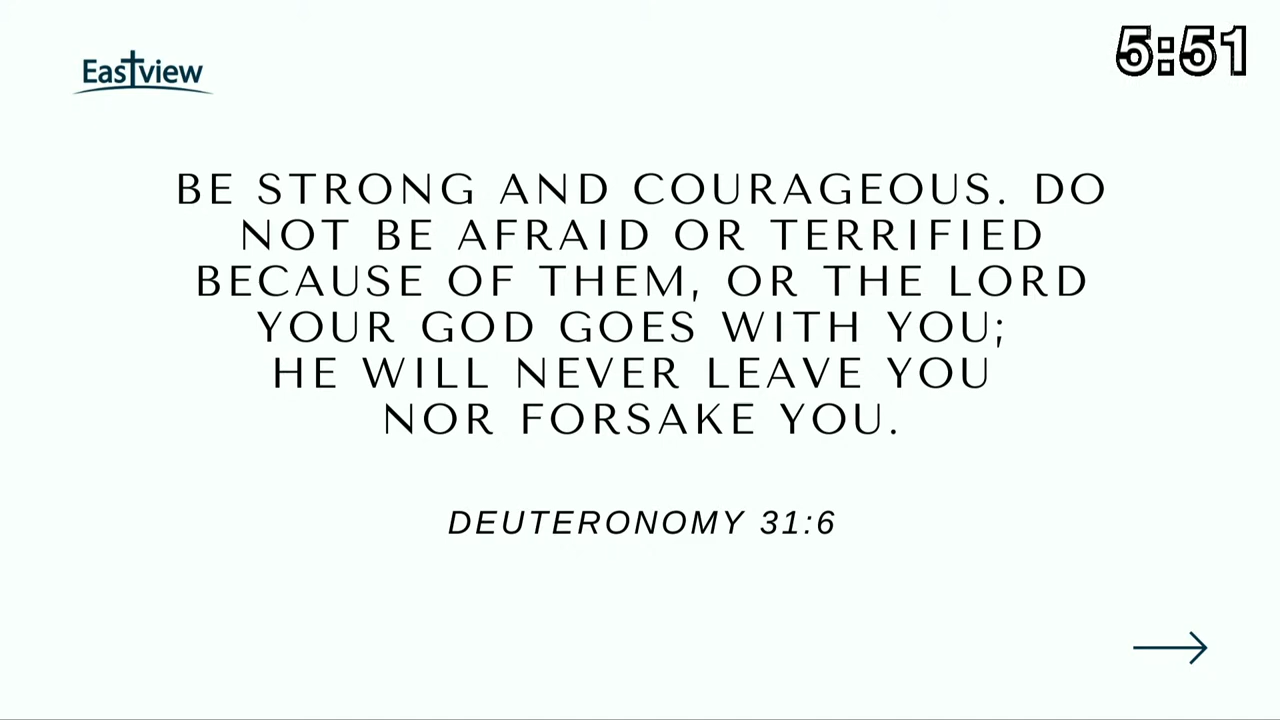 Eastview
5:51
BE STRONG AND COURAGEOUS. DO
NOT BE AFRAID OR TERRIFIED
BECAUSE OF THEM, OR THE LORD
YOUR GOD GOES WITH YOU;
HE WILL NEVER LEAVE YOU
NOR FORSAKE YOU.
DEUTERONOMY 31:6